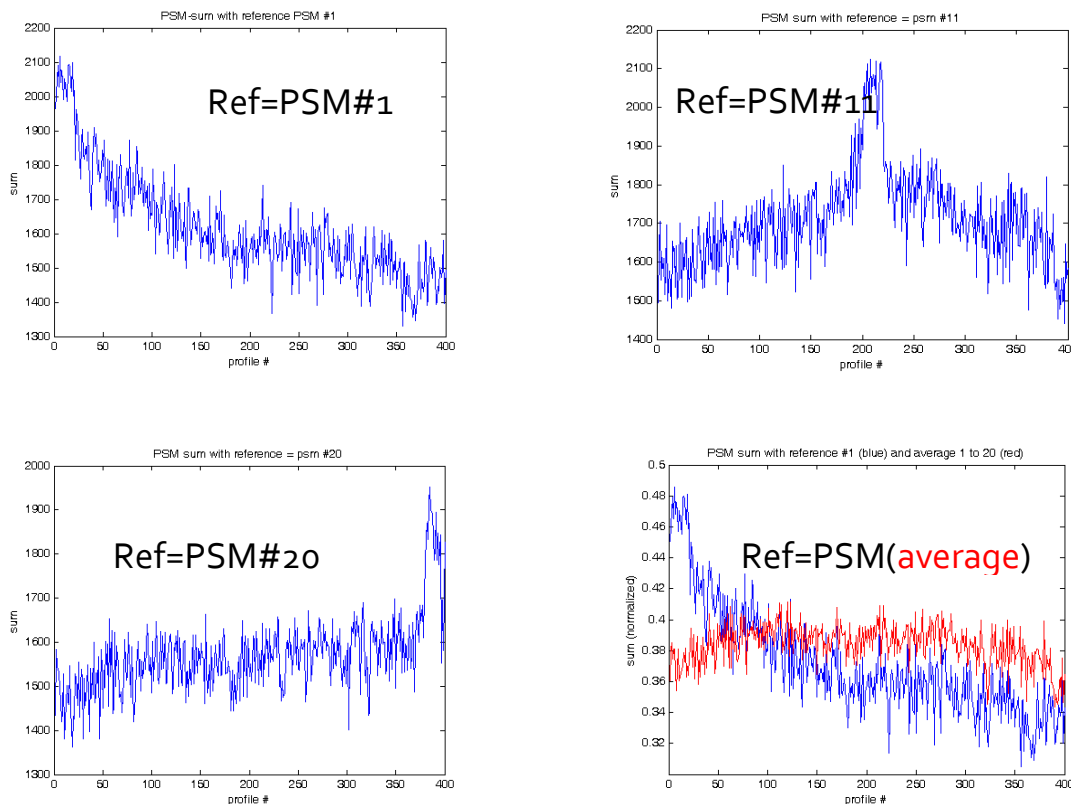 PSM-sum with reference PSM #1
2200
2100
2000
1900
1800
1700
1600
1500
1400
1300
sum
Ref=PSM#1
0 50 100 150 200 250 300 350 400
profile #
PSM sum with reference = psm #11
2200
2100
2000
1900
1800
1700
1600
1500
1400
sum
Ref=PSM#11
0 50 100 150 200 250 300 350 400
profile #
PSM sum with reference = psm #20
2000
1900
1800
1700
1600
1500
1400
1300
sum
Ref=PSM#20
0 50 100 150 200 250 300 350 400
profile #
PSM sum with reference #1 (blue) and average 1 to 20 (red)
0.5
0.48
0.46
0.44
0.42
0.4
0.38
0.36
0.34
0.32
sum (normalized)
Ref=PSM(average)
0 50 100 150 200 250 300 350 400
profile #